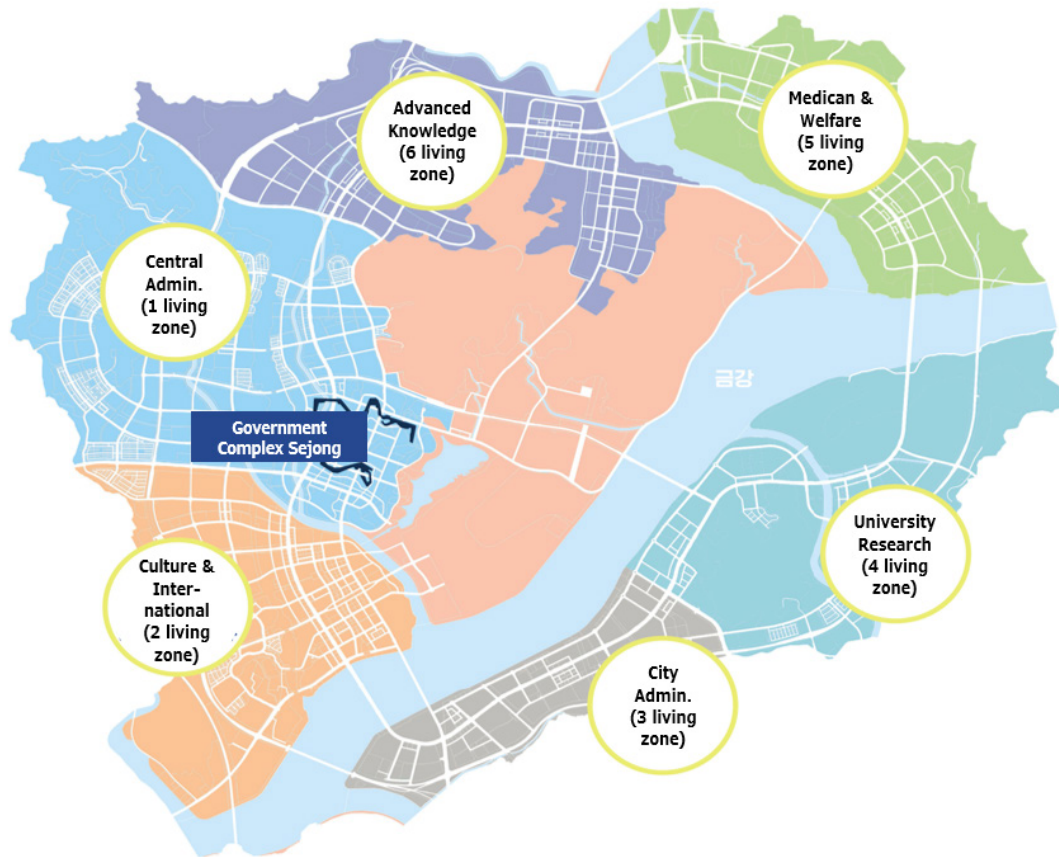 Advanced
Knowledge
(6 living
zone)
Medican &
Welfare
(5 living
zone)
Central
Admin.
(1 living
zone)
금강
Government
Complex Sejong
University
Research
(4 living
zone)
Culture &
Inter-
national
(2 living
zone)
City
Admin.
(3 living
zone)